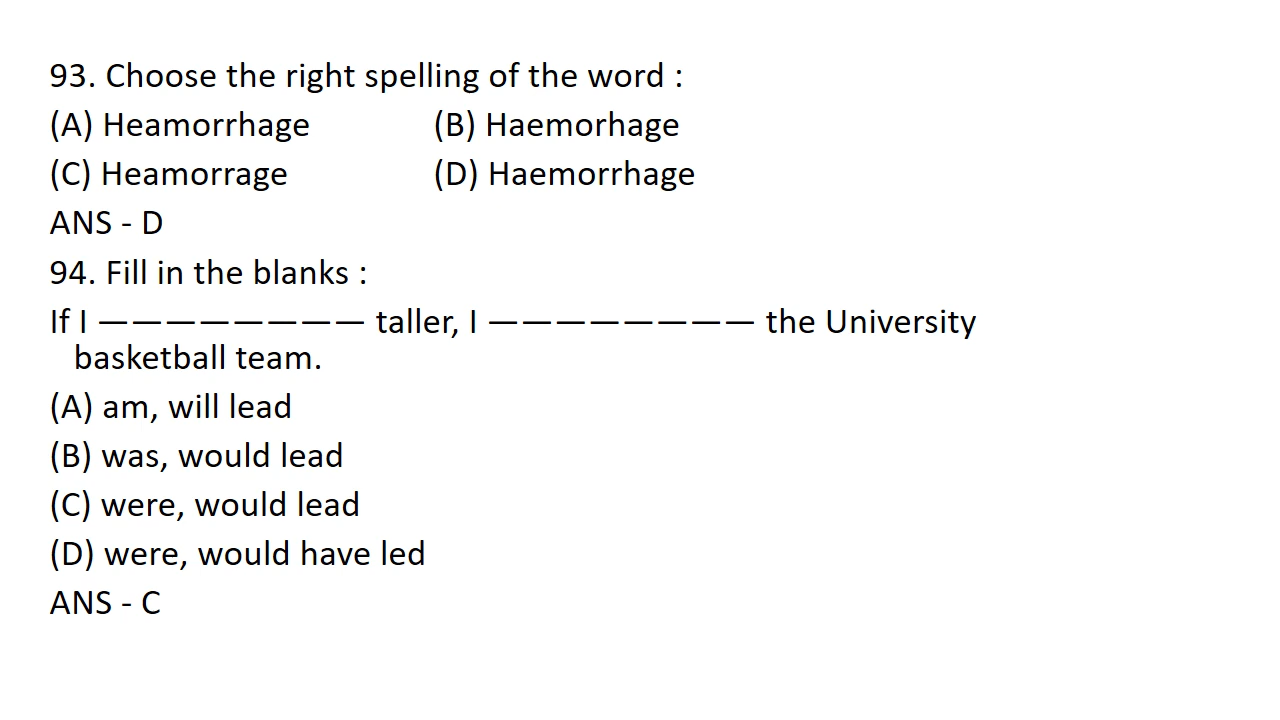 93. Choose the right spelling of the word :
(A) Heamorrhage (B) Haemorhage
(C) Heamorrage (D) Haemorrhage
ANS - D
94. Fill in the blanks :
If I ———————— taller, I ———————— the University
basketball team.
(A) am, will lead
(B) was, would lead
(C) were, would lead
(D) were, would have led
ANS - C